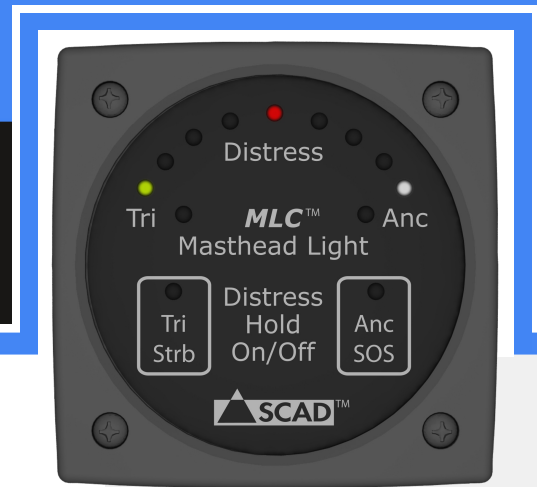 Distress
Tri MLC™ Anc
Masthead Light
Tri
Strb
Distress
Hold
On/Off
Anc
SOS
SCAD™